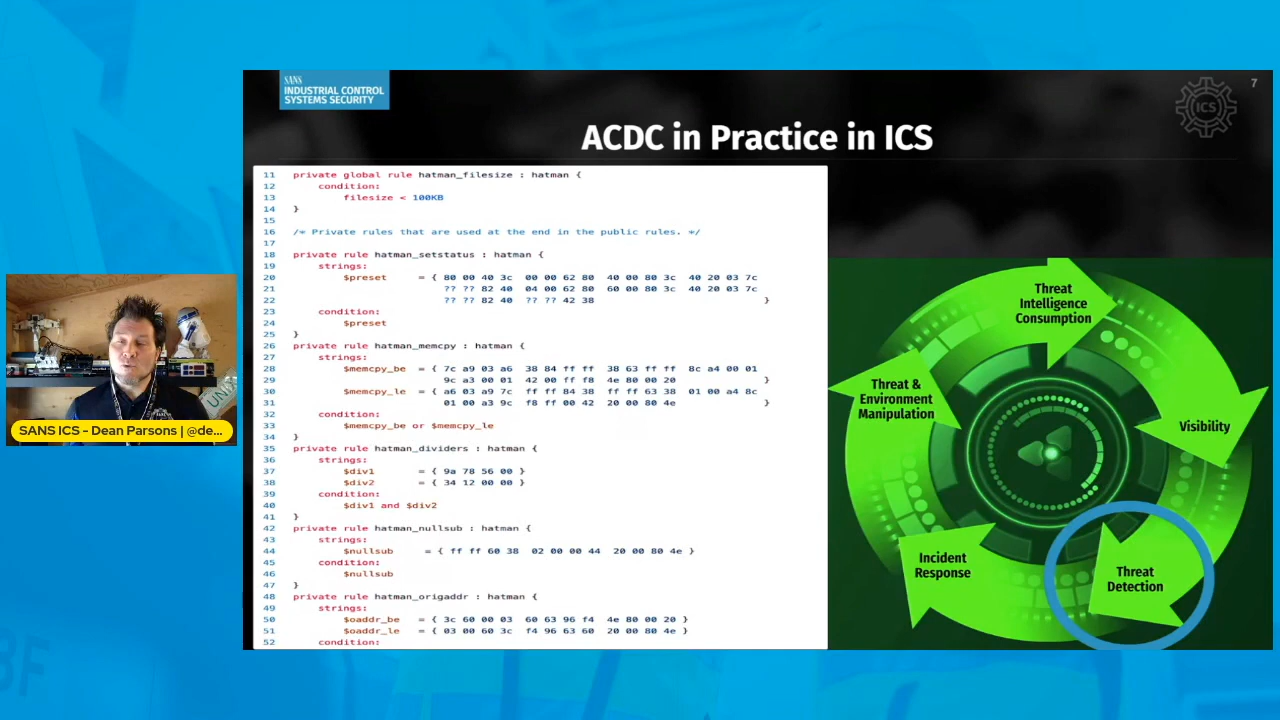 SANS
INDUSTRIAL CONTROL
SYSTEMS SECURITY
ICS
7
ACDC in Practice in ICS
11 private global rule hatman_filesize : hatman {
12 condition:
13 filesize < 100KB
14 }
15
16 /* Private rules that are used at the end in the public rules. */
17
18 private rule hatman_setstatus : hatman {
19 strings:
20 $preset = { 80 00 40 3c 00 00 62 80 40 00 80 3c 40 20 03 7c
21 ?? ?? 82 40 04 00 62 80 60 00 80 3c 40 20 03 7c
22 ?? ?? 82 40 ?? ?? 42 38 }
23 condition:
24 $preset
25 }
26 private rule hatman_memcpy : hatman {
27 strings:
28 $memcpy_be = { 7c a9 03 a6 38 84 ff ff 38 63 ff ff 8c a4 00 01
29 9c a3 00 01 42 00 ff f8 4e 80 00 20 }
30 $memcpy_le = { a6 03 a9 7c ff ff 84 38 ff ff 63 38 01 00 a4 8c
31 01 00 a3 9c f8 ff 00 42 20 00 80 4e }
32 condition:
33 $memcpy_be or $memcpy_le
34 }
35 private rule hatman_dividers : hatman {
36 strings:
37 $div1 = { 9a 78 56 00 }
38 $div2 = { 34 12 00 00 }
39 condition:
40 $div1 and $div2
41 }
42 private rule hatman_nullsub : hatman {
43 strings:
44 $nullsub = { ff ff 60 38 02 00 00 44 20 00 80 4e }
45 condition:
46 $nullsub
47 }
48 private rule hatman_origaddr : hatman {
49 strings:
50 $oaddr_be = { 3c 60 00 03 60 63 96 f4 4e 80 00 20 }
51 $oaddr_le = { 03 00 60 3c f4 96 63 60 20 00 80 4e }
52 condition:
Threat
Intelligence
Consumption
Visibility
Threat
Detection
Incident
Response
Threat &
Environment
Manipulation
SANS ICS - Dean Parsons | @de...